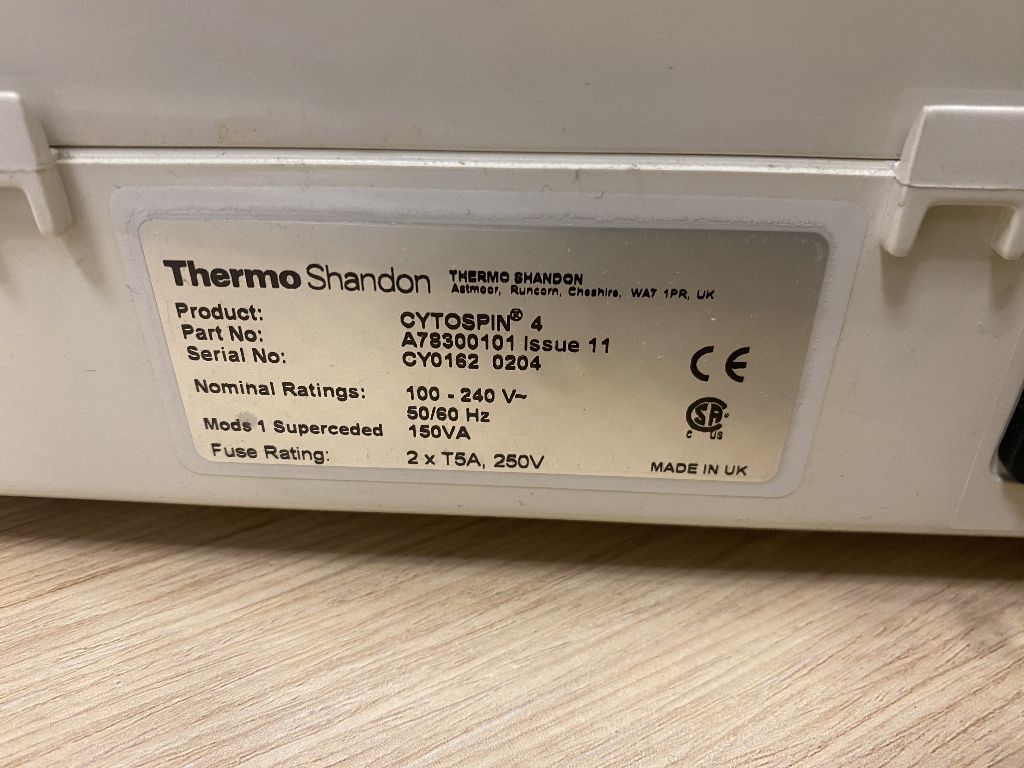 Thermo Shandon THERMO SHANDON
Astmoor, Runcorn, Cheshire, WA7 1PR, UK
Product: CYTOSPIN® 4
Part No: A78300101 Issue 11
Serial No: CY0162 0204
Nominal Ratings: 100 - 240 V~
50/60 Hz
Mods 1 Superceded 150VA
Fuse Rating: 2 x T5A, 250V
CE
SA
C US
MADE IN UK